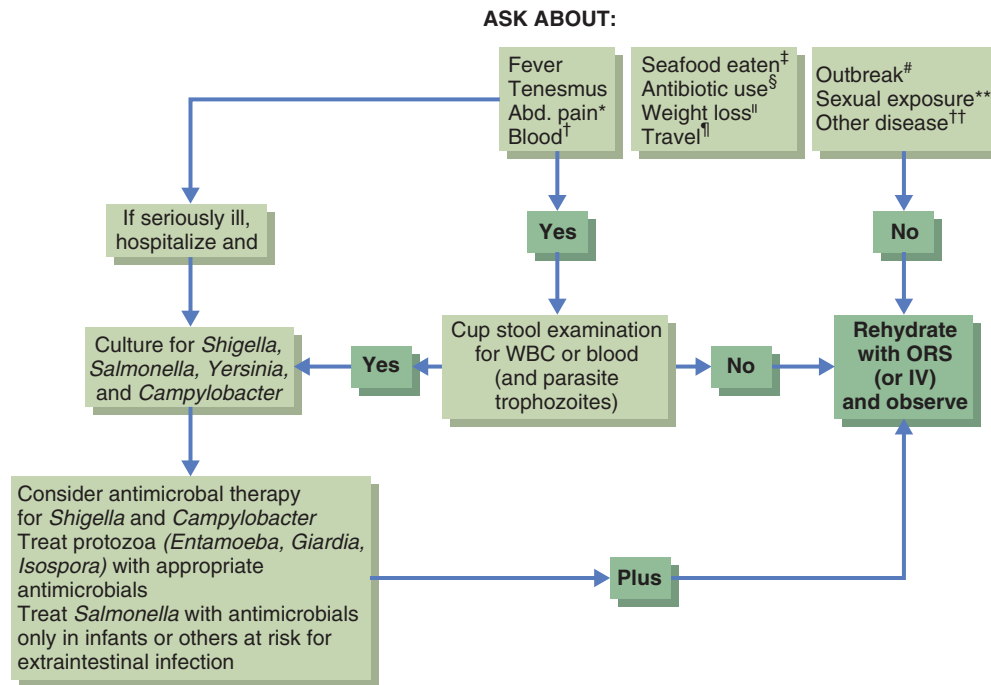 ASK ABOUT:
Fever
Tenesmus
Abd. pain*
Blood†
Seafood eaten‡
Antibiotic use§
Weight loss||
Travel¶
Outbreak#
Sexual exposure**
Other disease††
If seriously ill,
hospitalize and
Yes
No
Culture for Shigella,
Salmonella, Yersinia,
and Campylobacter
Yes
Cup stool examination
for WBC or blood
(and parasite
trophozoites)
No
Rehydrate
with ORS
(or IV)
and observe
Consider antimicrobal therapy
for Shigella and Campylobacter
Treat protozoa (Entamoeba, Giardia,
Isospora) with appropriate
antimicrobials
Treat Salmonella with antimicrobials
only in infants or others at risk for
extraintestinal infection
Plus